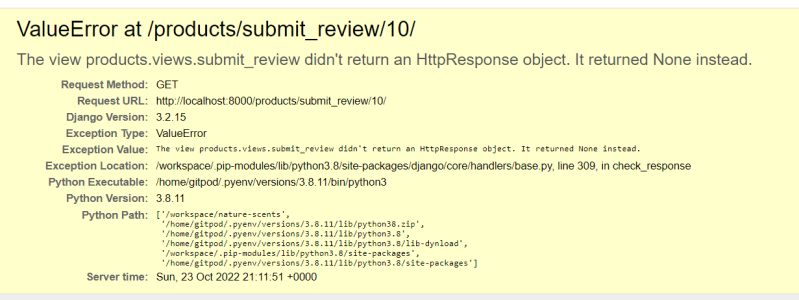 ValueError at /products/submit_review/10/
The view products.views.submit_review didn't return an HttpResponse object. It returned None instead.
Request Method: GET
Request URL: http://localhost:8000/products/submit_review/10/
Django Version: 3.2.15
Exception Type: ValueError
Exception Value: The view products.views.submit_review didn't return an HttpResponse object. It returned None instead.
Exception Location: /workspace/.pip-modules/lib/python3.8/site-packages/django/core/handlers/base.py, line 309, in check_response
Python Executable: /home/gitpod/.pyenv/versions/3.8.11/bin/python3
Python Version: 3.8.11
Python Path: ['/workspace/nature-scents',
'/home/gitpod/.pyenv/versions/3.8.11/lib/python38.zip',
'/home/gitpod/.pyenv/versions/3.8.11/lib/python3.8',
'/home/gitpod/.pyenv/versions/3.8.11/lib/python3.8/lib-dynload',
'/workspace/.pip-modules/lib/python3.8/site-packages',
'/home/gitpod/.pyenv/versions/3.8.11/lib/python3.8/site-packages']
Server time: Sun, 23 Oct 2022 21:11:51 +0000